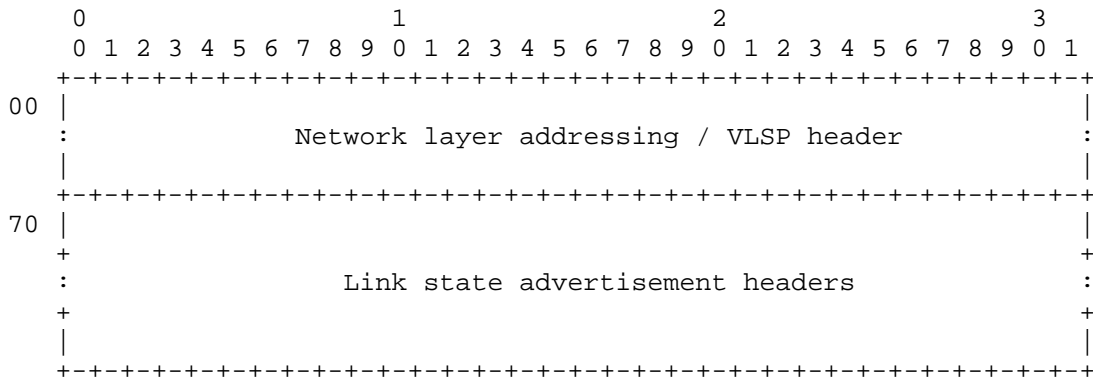 0                   1                   2                   3
       0 1 2 3 4 5 6 7 8 9 0 1 2 3 4 5 6 7 8 9 0 1 2 3 4 5 6 7 8 9 0 1
      +-+-+-+-+-+-+-+-+-+-+-+-+-+-+-+-+-+-+-+-+-+-+-+-+-+-+-+-+-+-+-+-+
   00 |                                                               |
      :              Network layer addressing / VLSP header           :
      |                                                               |
      +-+-+-+-+-+-+-+-+-+-+-+-+-+-+-+-+-+-+-+-+-+-+-+-+-+-+-+-+-+-+-+-+
   70 |                                                               |
      +                                                               +
      :                 Link state advertisement headers              :
      +                                                               +
      |                                                               |
      +-+-+-+-+-+-+-+-+-+-+-+-+-+-+-+-+-+-+-+-+-+-+-+-+-+-+-+-+-+-+-+-+